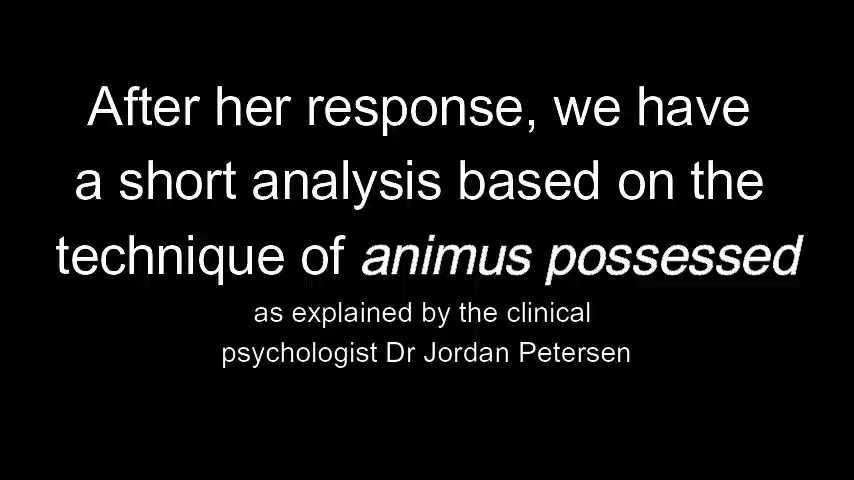 After her response, we have
a short analysis based on the
technique of animus possessed
as explained by the clinical
psychologist Dr Jordan Petersen